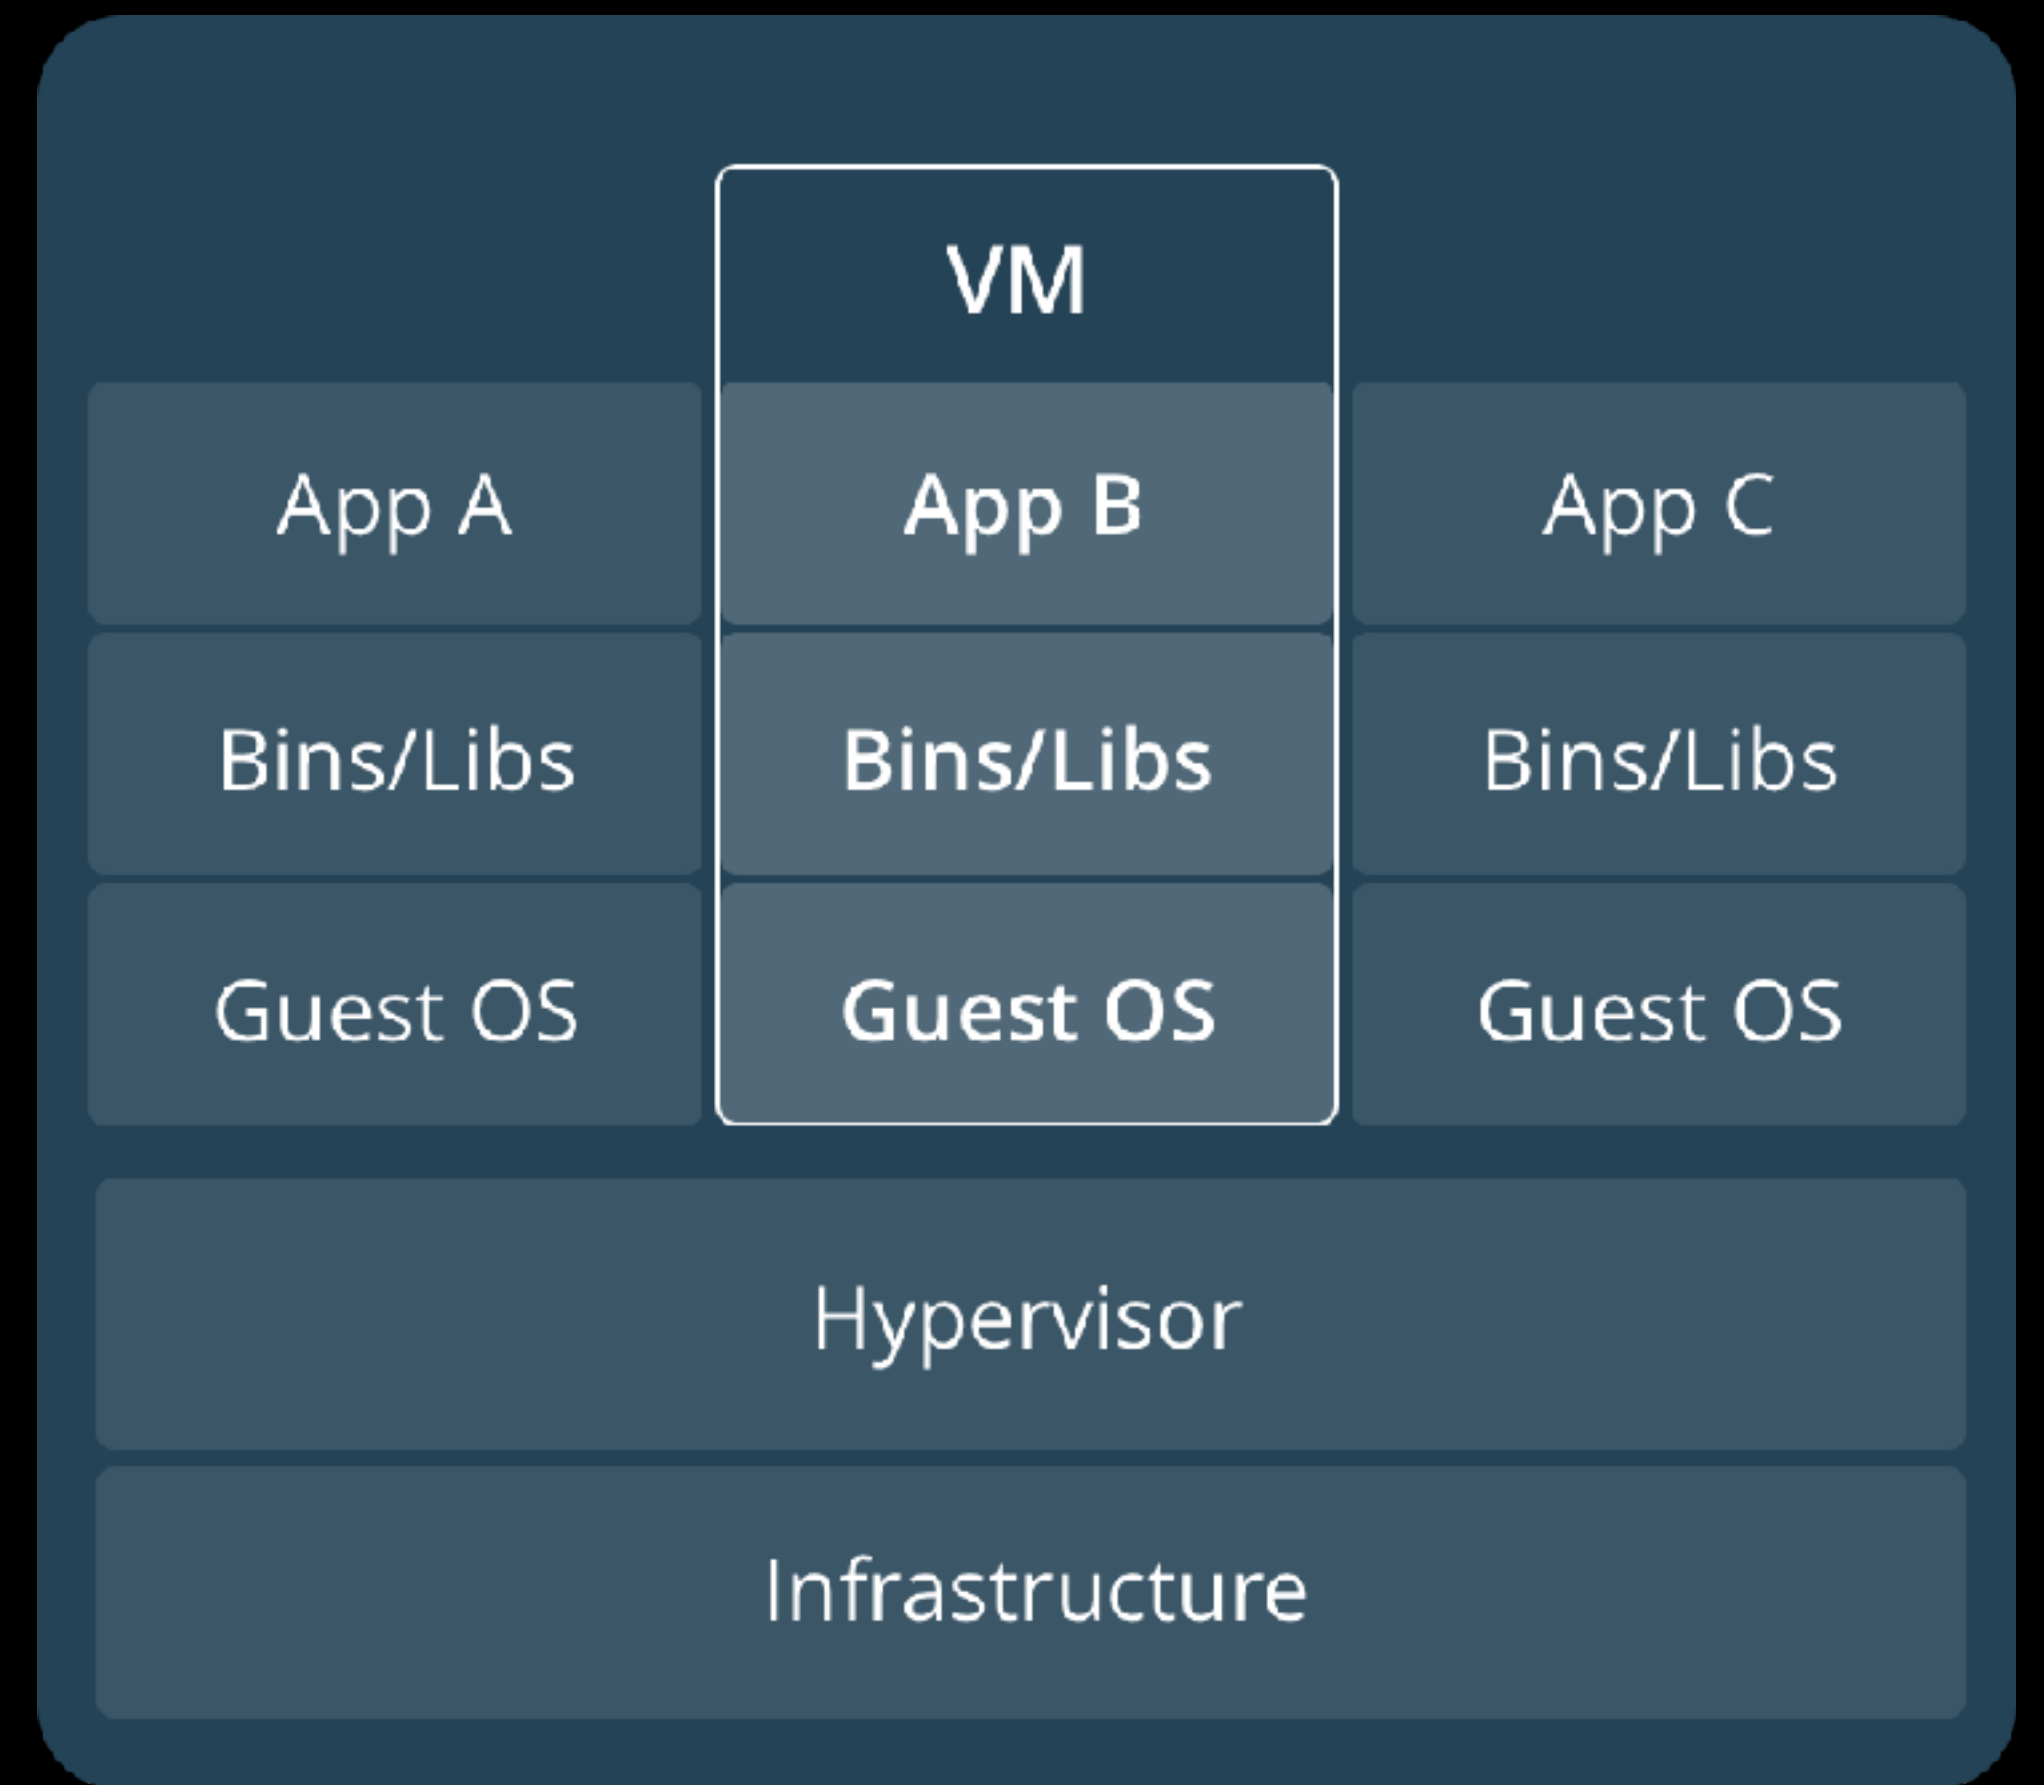 VM
App A
App B
App C
Bins/Libs
Bins/Libs
Bins/Libs
Guest OS
Guest OS
Guest OS
Hypervisor
Infrastructure